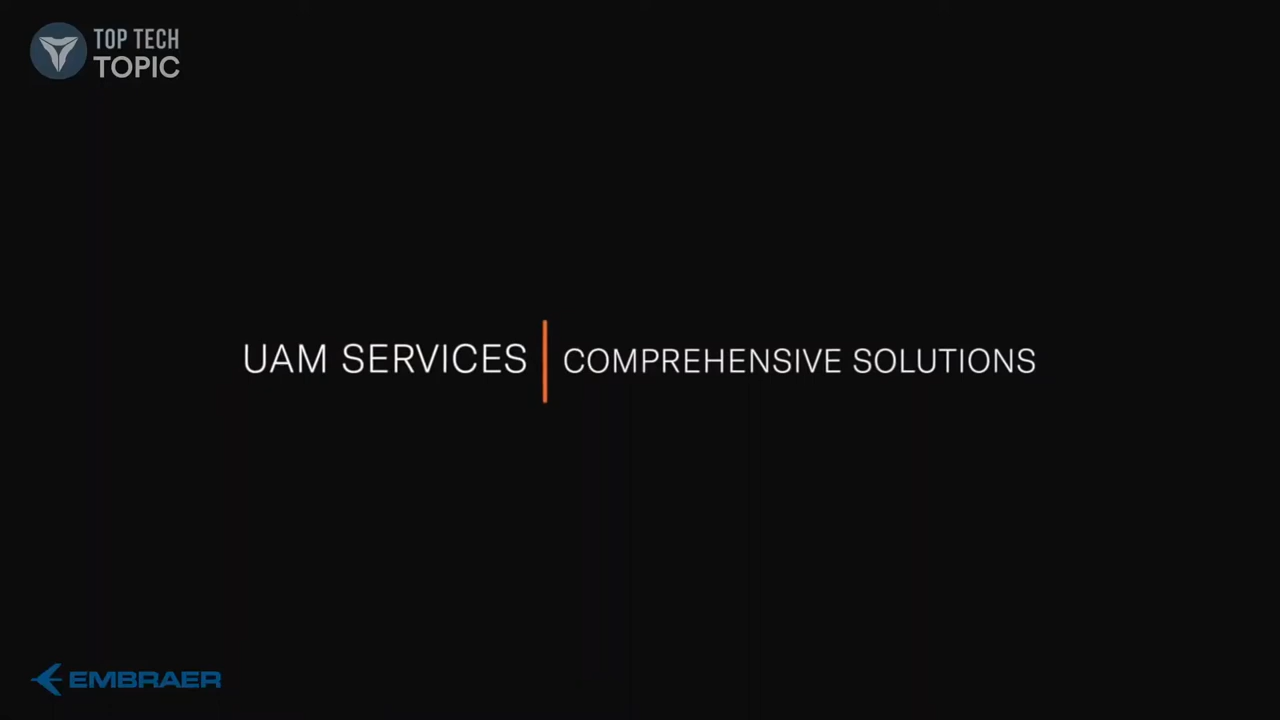 TOP TECH
TOPIC
UAM SERVICES COMPREHENSIVE SOLUTIONS
EMBRAER